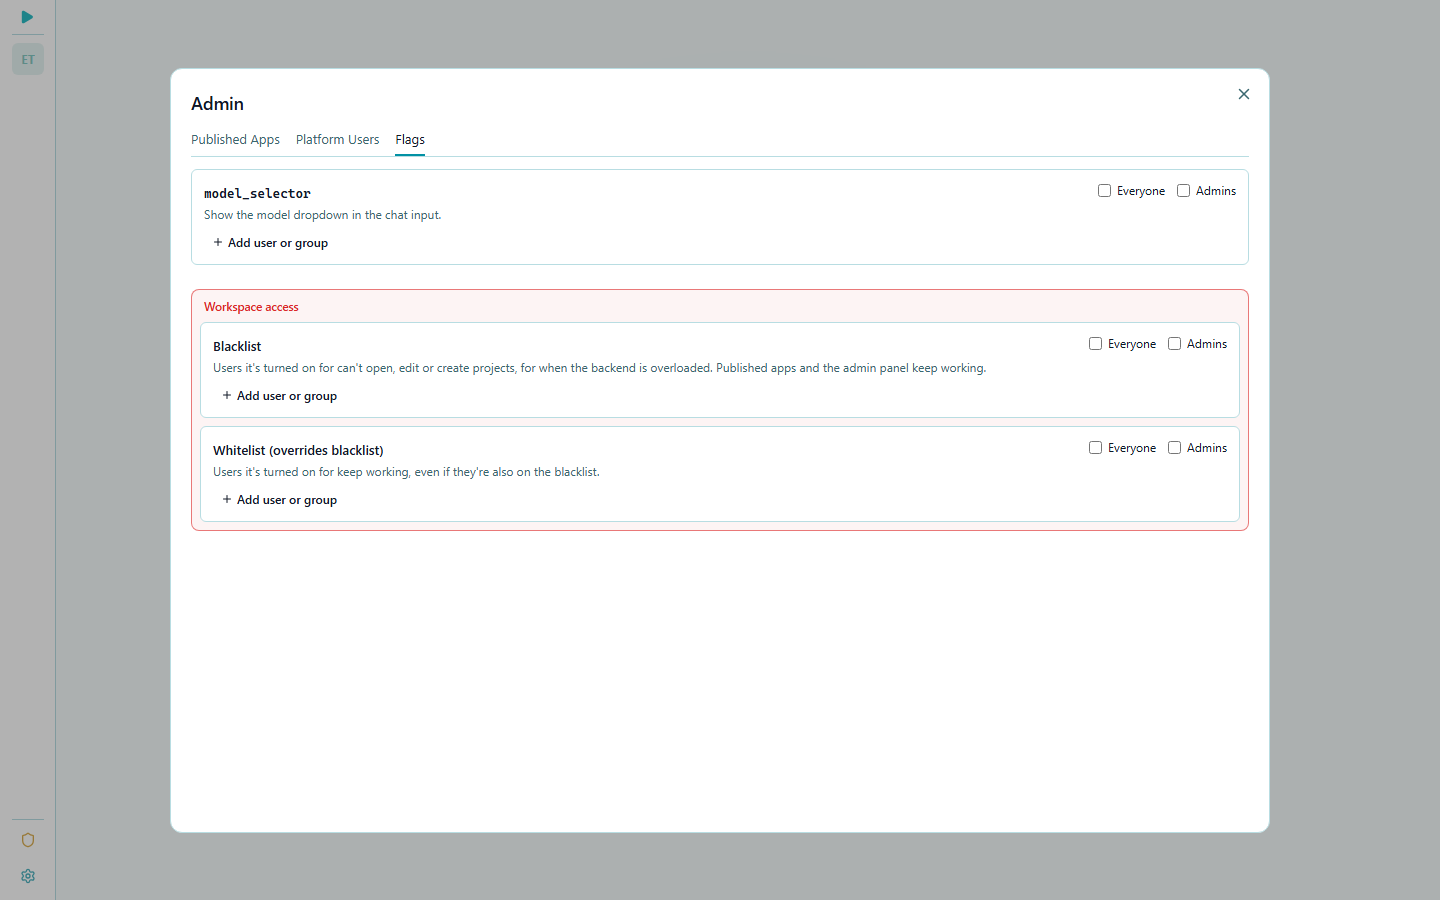 ET
Admin
Published Apps Platform Users Flags
model_selector
Everyone Admins
Show the model dropdown in the chat input.
+ Add user or group
Workspace access
Blacklist
Everyone Admins
Users it's turned on for can't open, edit or create projects, for when the backend is overloaded. Published apps and the admin panel keep working.
+ Add user or group
Whitelist (overrides blacklist)
Everyone Admins
Users it's turned on for keep working, even if they're also on the blacklist.
+ Add user or group